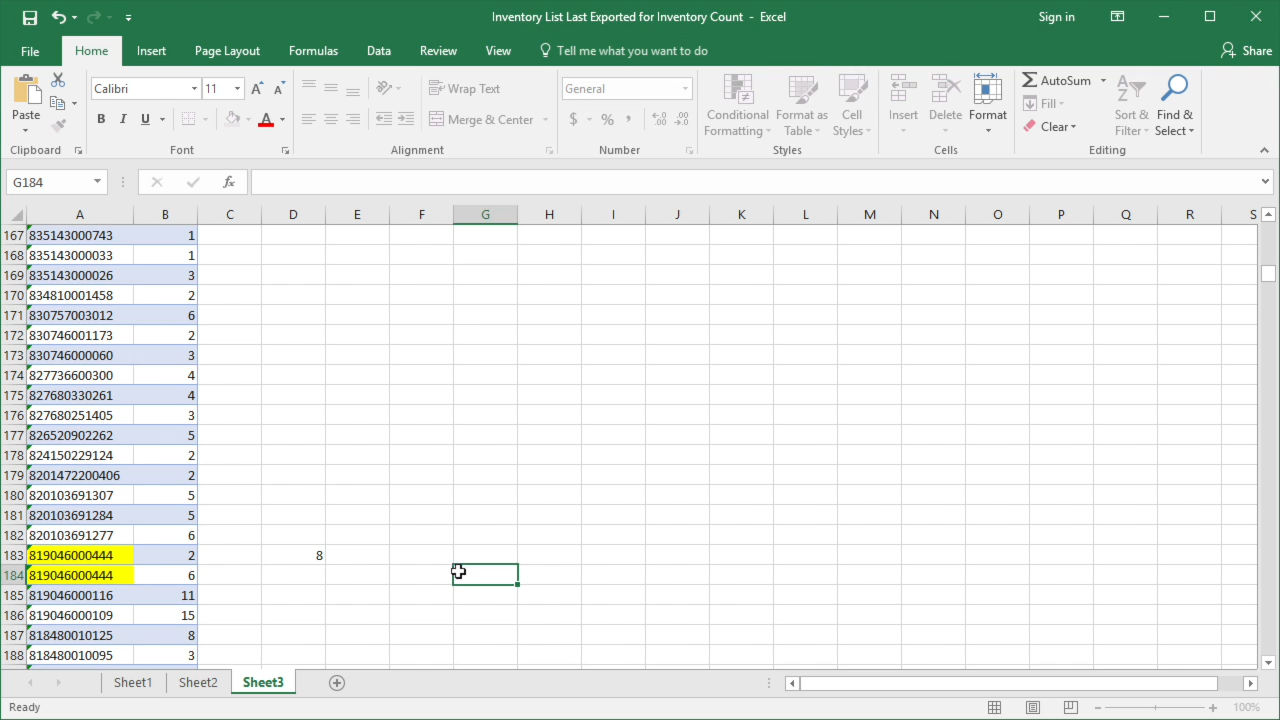 Inventory List Last Exported for Inventory Count - Excel
Sign in
File Home Insert Page Layout Formulas Data Review View Tell me what you want to do Share
Calibri 11 Wrap Text General AutoSum
Paste Conditional Format as Cell Insert Delete Format Fill Sort & Find &
B I U A Merge & Center $ % Formatting Table Styles Clear Filter Select
Clipboard Font Alignment Number Styles Cells Editing
G184 fx
A B C D E F G H I J K L M N O P Q R S
167 835143000743 1
168 835143000033 1
169 835143000026 3
170 834810001458 2
171 830757003012 6
172 830746001173 2
173 830746000060 3
174 827736600300 4
175 827680330261 4
176 827680251405 3
177 826520902262 5
178 824150229124 2
179 8201472200406 2
180 820103691307 5
181 820103691284 5
182 820103691277 6
183 819046000444 2 8
184 819046000444 6
185 819046000116 11
186 819046000109 15
187 818480010125 8
188 818480010095 3
Sheet1 Sheet2 Sheet3
Ready 100%